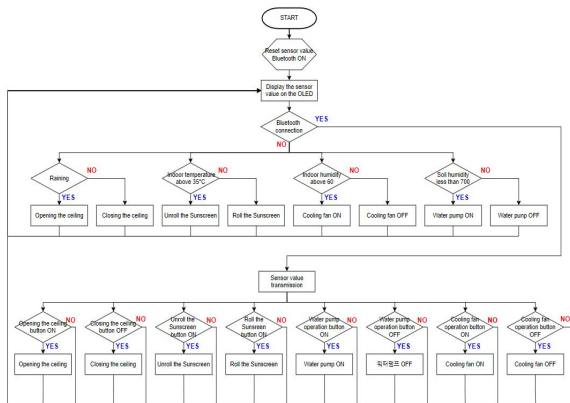 START
Reset sensor value
Bluetooth ON
Display the sensor
value on the OLED
Bluetooth
connection
YES
NO
Raining
NO
YES
Indoor temperature
above 35°C
NO
YES
Indoor humidity
above 60
NO
YES
Soil humidity
less than 700
NO
YES
Opening the ceiling
Closing the ceiling
Unroll the Sunscreen
Roll the Sunscreen
Cooling fan ON
Cooling fan OFF
Water pump ON
Water punp OFF
Sensor value
transmission
Opening the ceiling
button ON
NO
YES
Closing the ceiling
button OFF
NO
YES
Unroll the
Sunscreen
button ON
NO
YES
Roll the
Sunsreen
button ON
NO
YES
Water pump
operation button
ON
NO
YES
Water pump
operation button
OFF
NO
YES
Cooling fan
operation button
ON
NO
YES
Cooling fan
operation button
OFF
NO
YES
Opening the ceiling
Closing the ceiling
Unroll the Sunscreen
Roll the Sunscreen
Water pump ON
워터펌프 OFF
Cooling fan ON
Cooling fan OFF